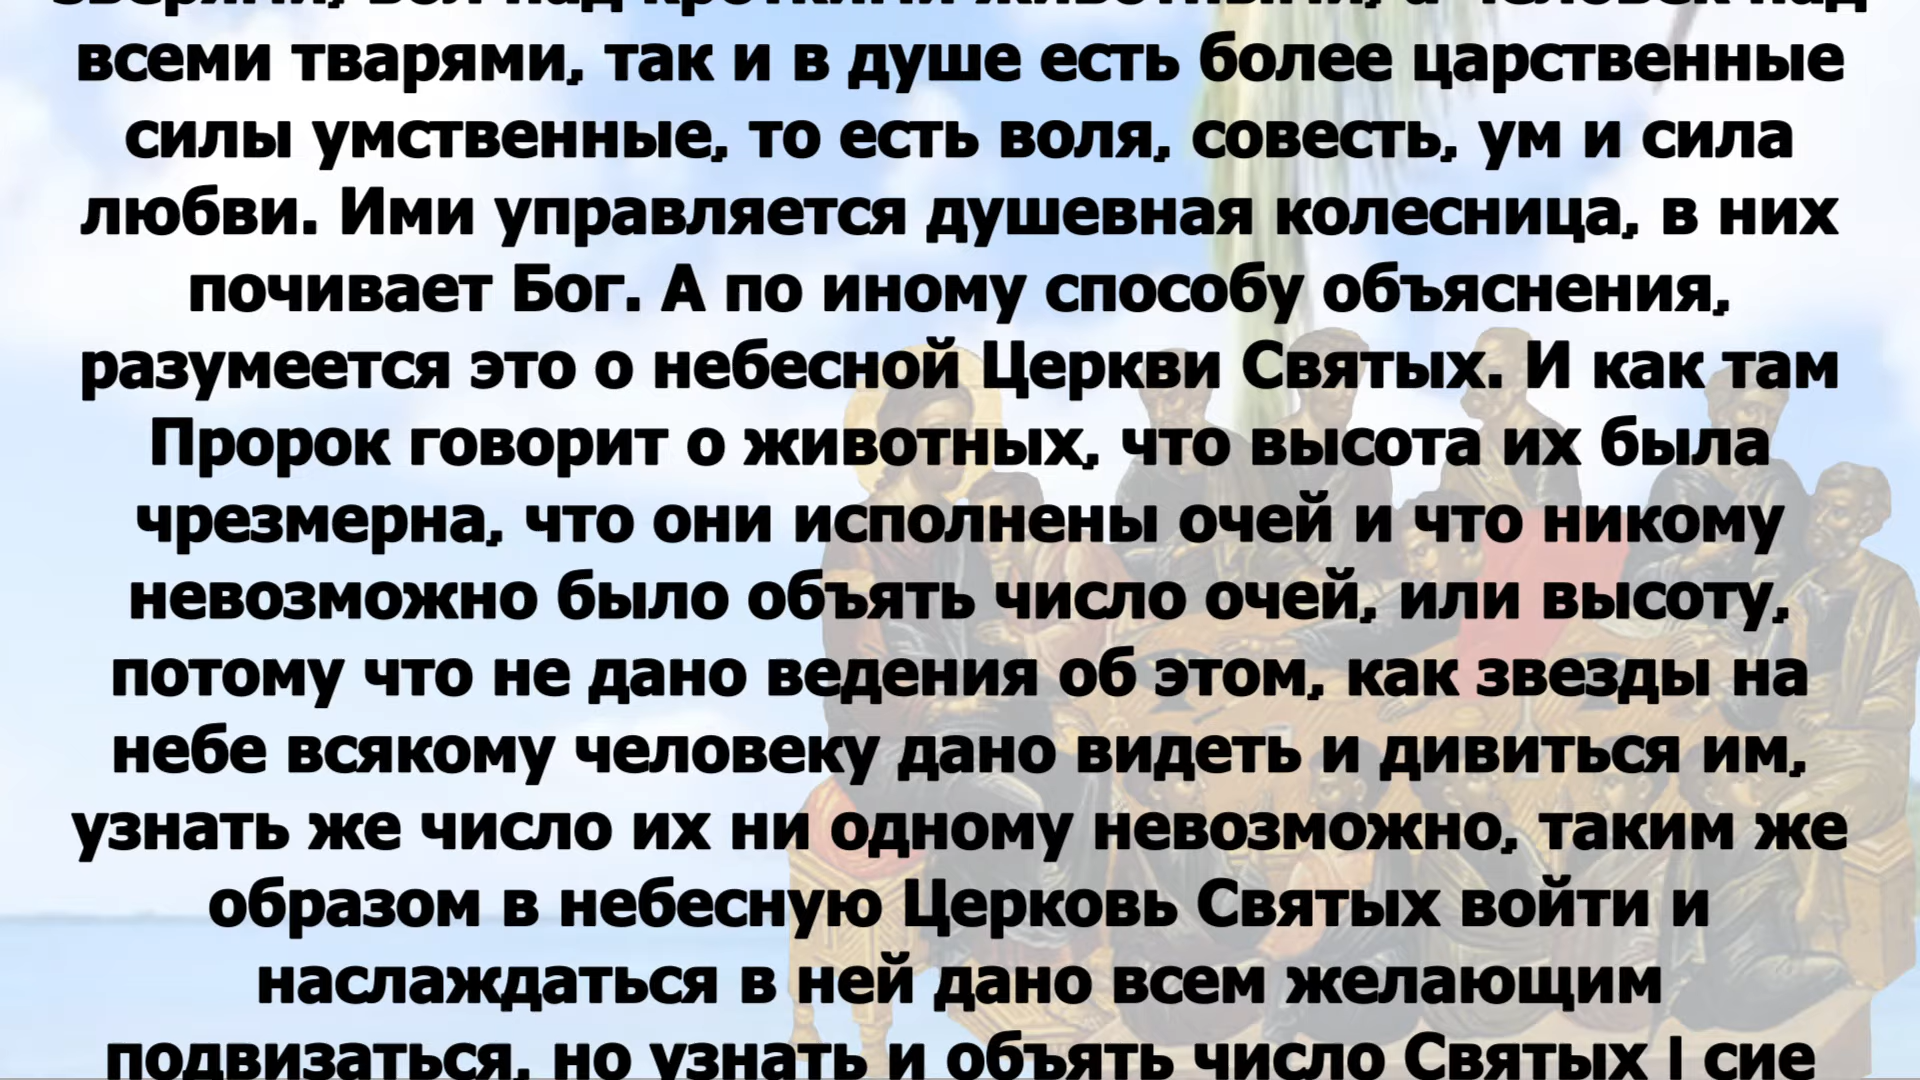 зверями, вол над кроткими животными, а человек над
всеми тварями, так и в душе есть более царственные
силы умственные, то есть воля, совесть, ум и сила
любви. Ими управляется душевная колесница, в них
почивает Бог. А по иному способу объяснения,
разумеется это о небесной Церкви Святых. И как там
Пророк говорит о животных, что высота их была
чрезмерна, что они исполнены очей и что никому
невозможно было объять число очей, или высоту,
потому что не дано ведения об этом, как звезды на
небе всякому человеку дано видеть и дивиться им,
узнать же число их ни одному невозможно, таким же
образом в небесную Церковь Святых войти и
наслаждаться в ней дано всем желающим
подвизаться, но узнать и объять число Святых | сие